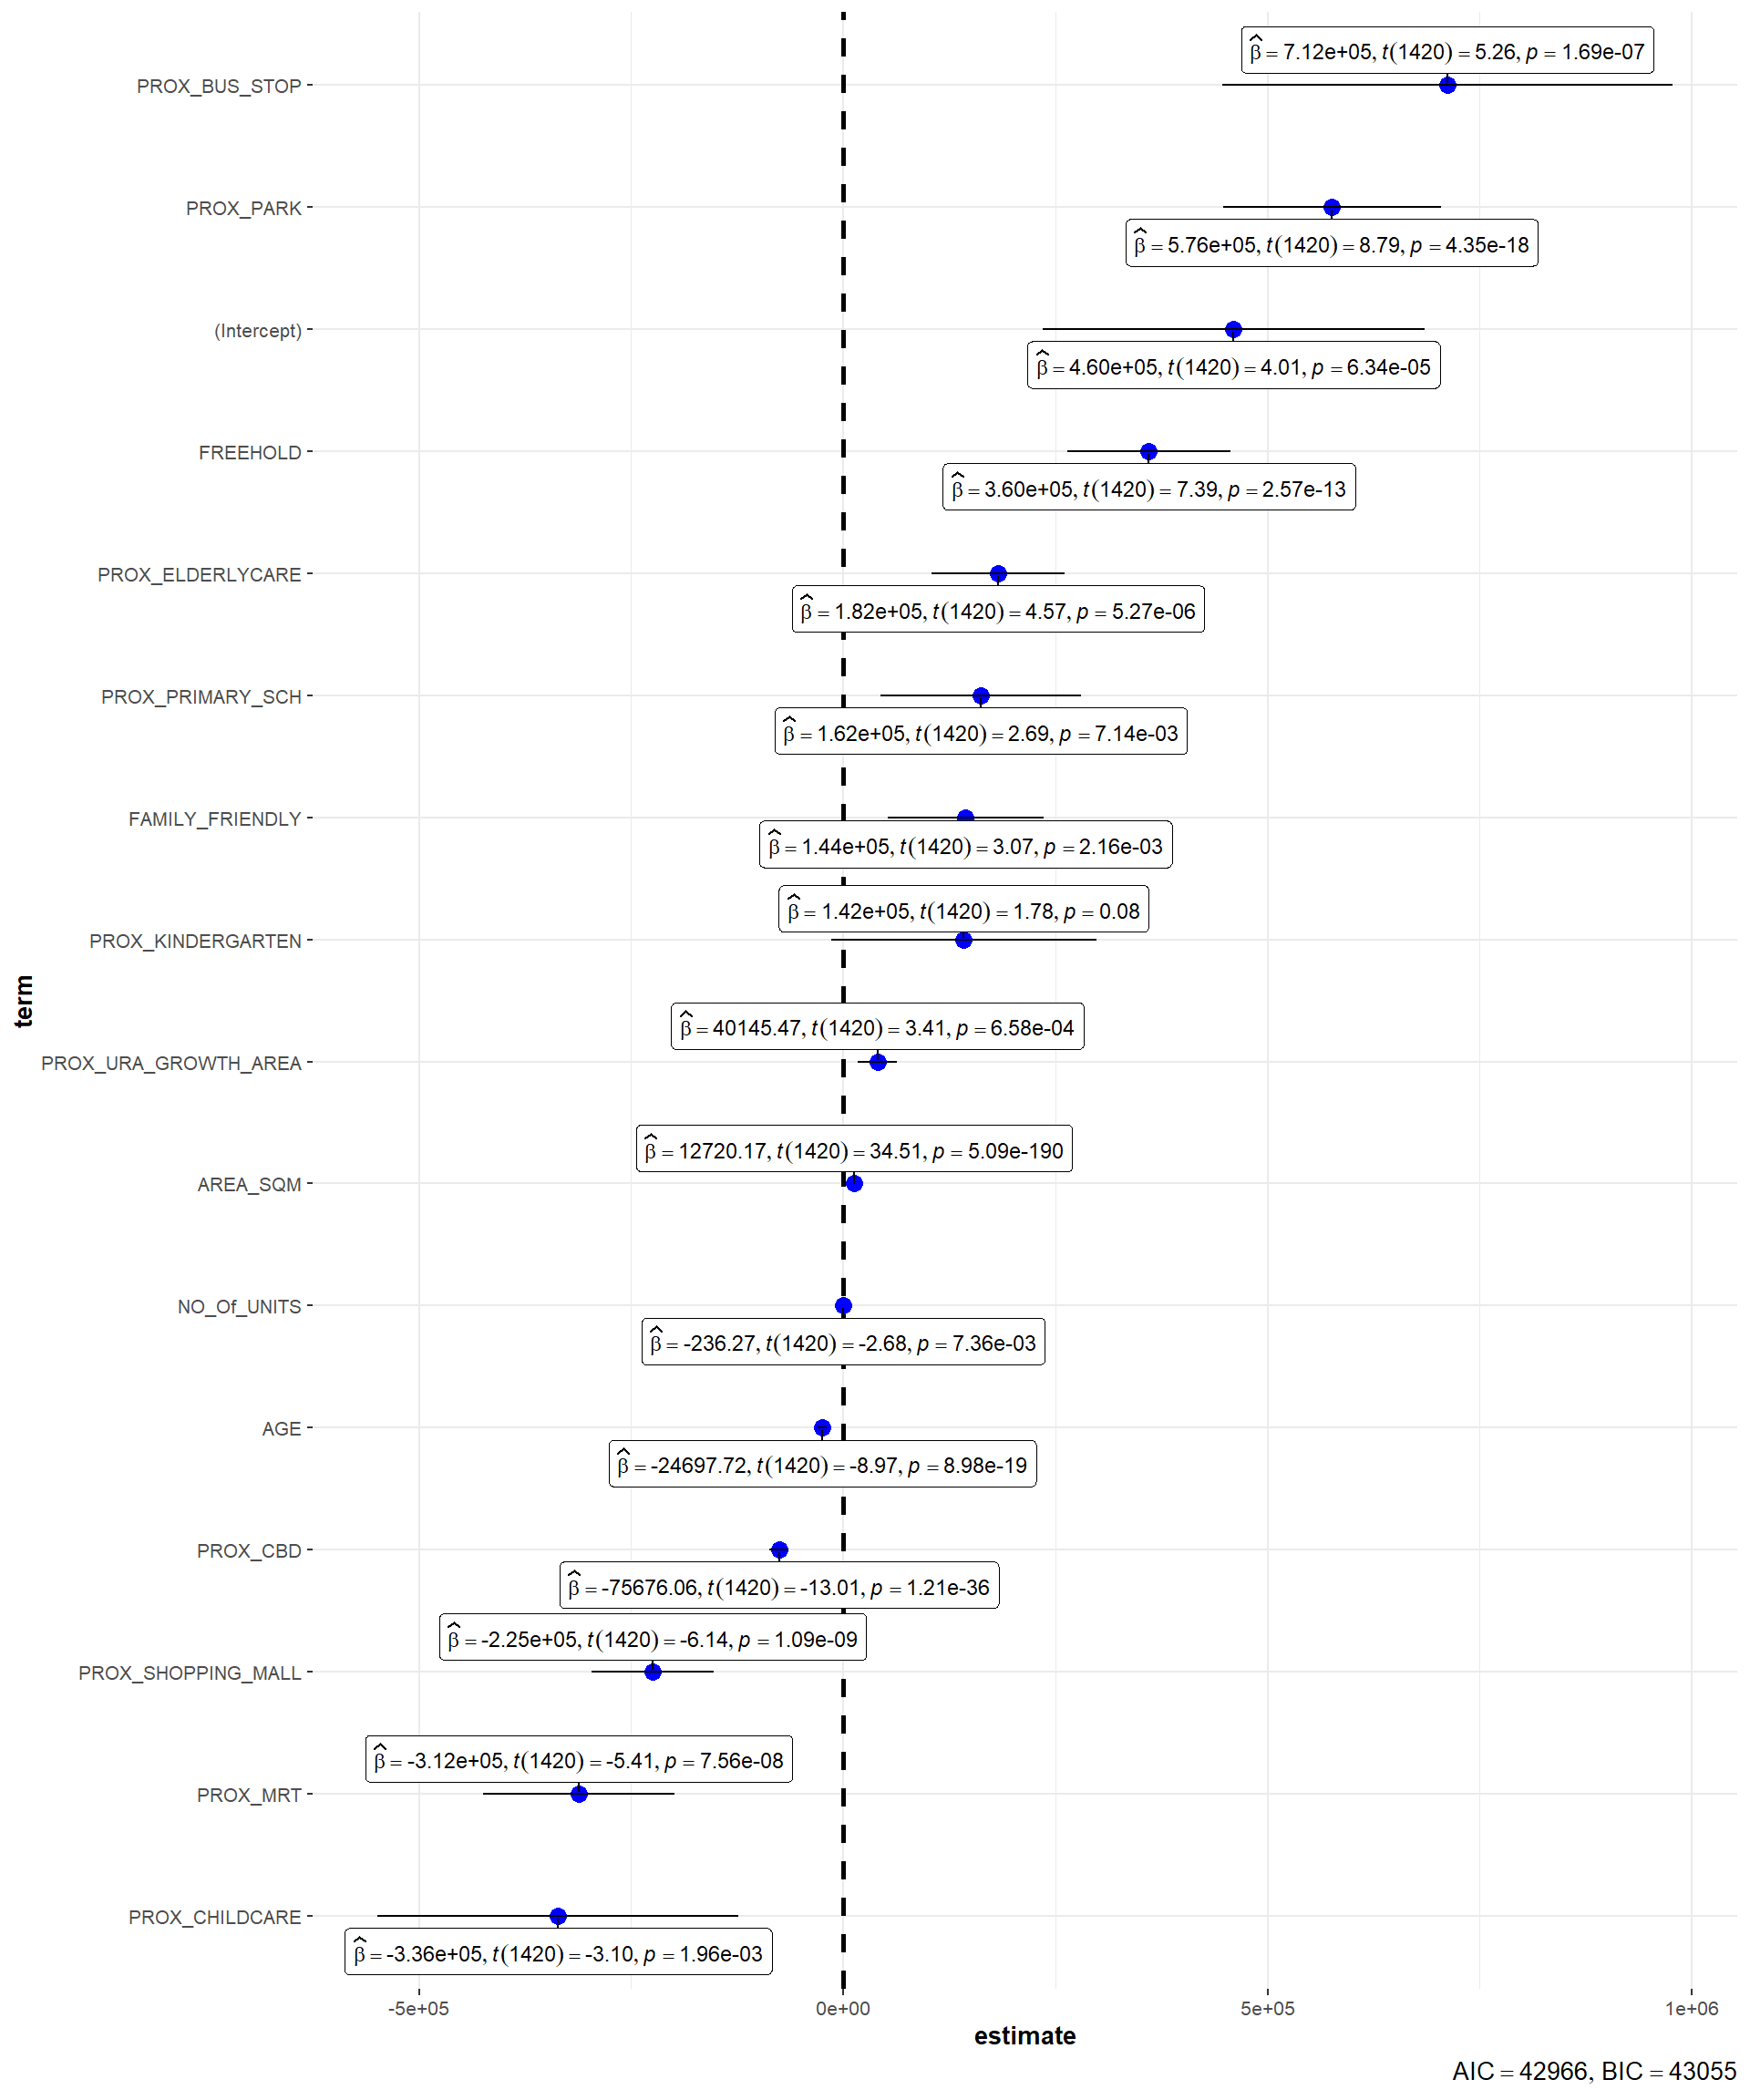 β̂ = 7.12e+05, t(1420) = 5.26, p = 1.69e-07
PROX_BUS_STOP
PROX_PARK
β̂ = 5.76e+05, t(1420) = 8.79, p = 4.35e-18
(Intercept)
β̂ = 4.60e+05, t(1420) = 4.01, p = 6.34e-05
FREEHOLD
β̂ = 3.60e+05, t(1420) = 7.39, p = 2.57e-13
PROX_ELDERLYCARE
β̂ = 1.82e+05, t(1420) = 4.57, p = 5.27e-06
PROX_PRIMARY_SCH
β̂ = 1.62e+05, t(1420) = 2.69, p = 7.14e-03
FAMILY_FRIENDLY
β̂ = 1.44e+05, t(1420) = 3.07, p = 2.16e-03
β̂ = 1.42e+05, t(1420) = 1.78, p = 0.08
PROX_KINDERGARTEN
term
β̂ = 40145.47, t(1420) = 3.41, p = 6.58e-04
PROX_URA_GROWTH_AREA
β̂ = 12720.17, t(1420) = 34.51, p = 5.09e-190
AREA_SQM
NO_Of_UNITS
β̂ = -236.27, t(1420) = -2.68, p = 7.36e-03
AGE
β̂ = -24697.72, t(1420) = -8.97, p = 8.98e-19
PROX_CBD
β̂ = -75676.06, t(1420) = -13.01, p = 1.21e-36
β̂ = -2.25e+05, t(1420) = -6.14, p = 1.09e-09
PROX_SHOPPING_MALL
β̂ = -3.12e+05, t(1420) = -5.41, p = 7.56e-08
PROX_MRT
PROX_CHILDCARE
β̂ = -3.36e+05, t(1420) = -3.10, p = 1.96e-03
-5e+05 0e+00 5e+05 1e+06
estimate
AIC = 42966, BIC = 43055